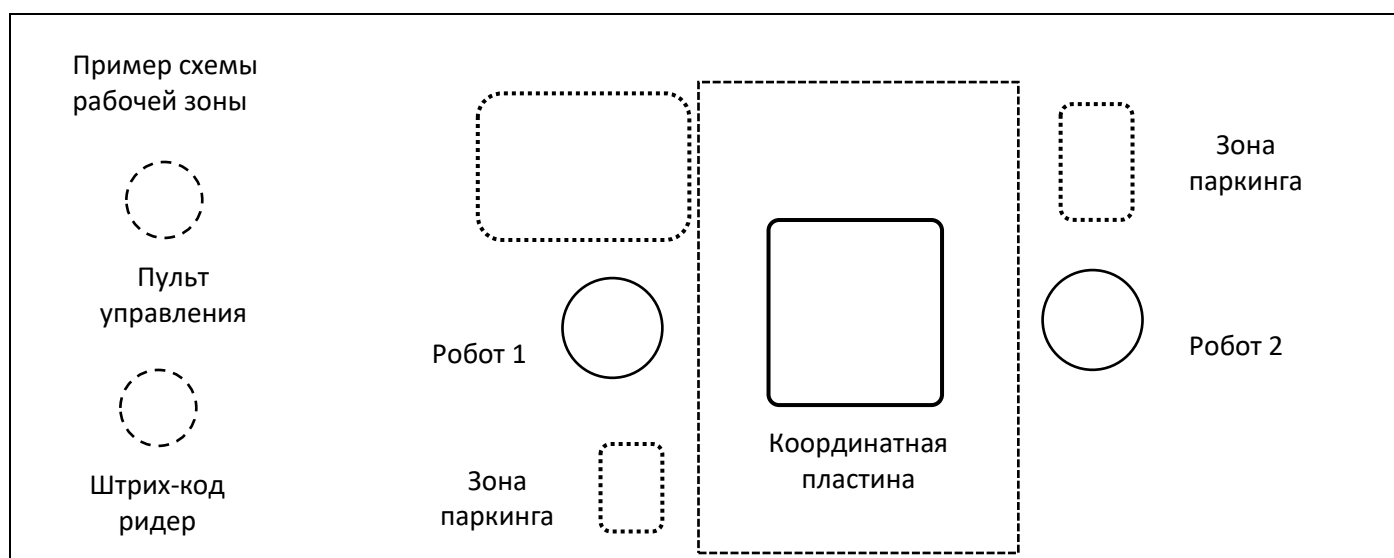 Пример схемы
рабочей зоны
Зона
паркинга
Пульт
управления
Робот 1
Робот 2
Координатная
пластина
Штрих-код
ридер
Зона
паркинга